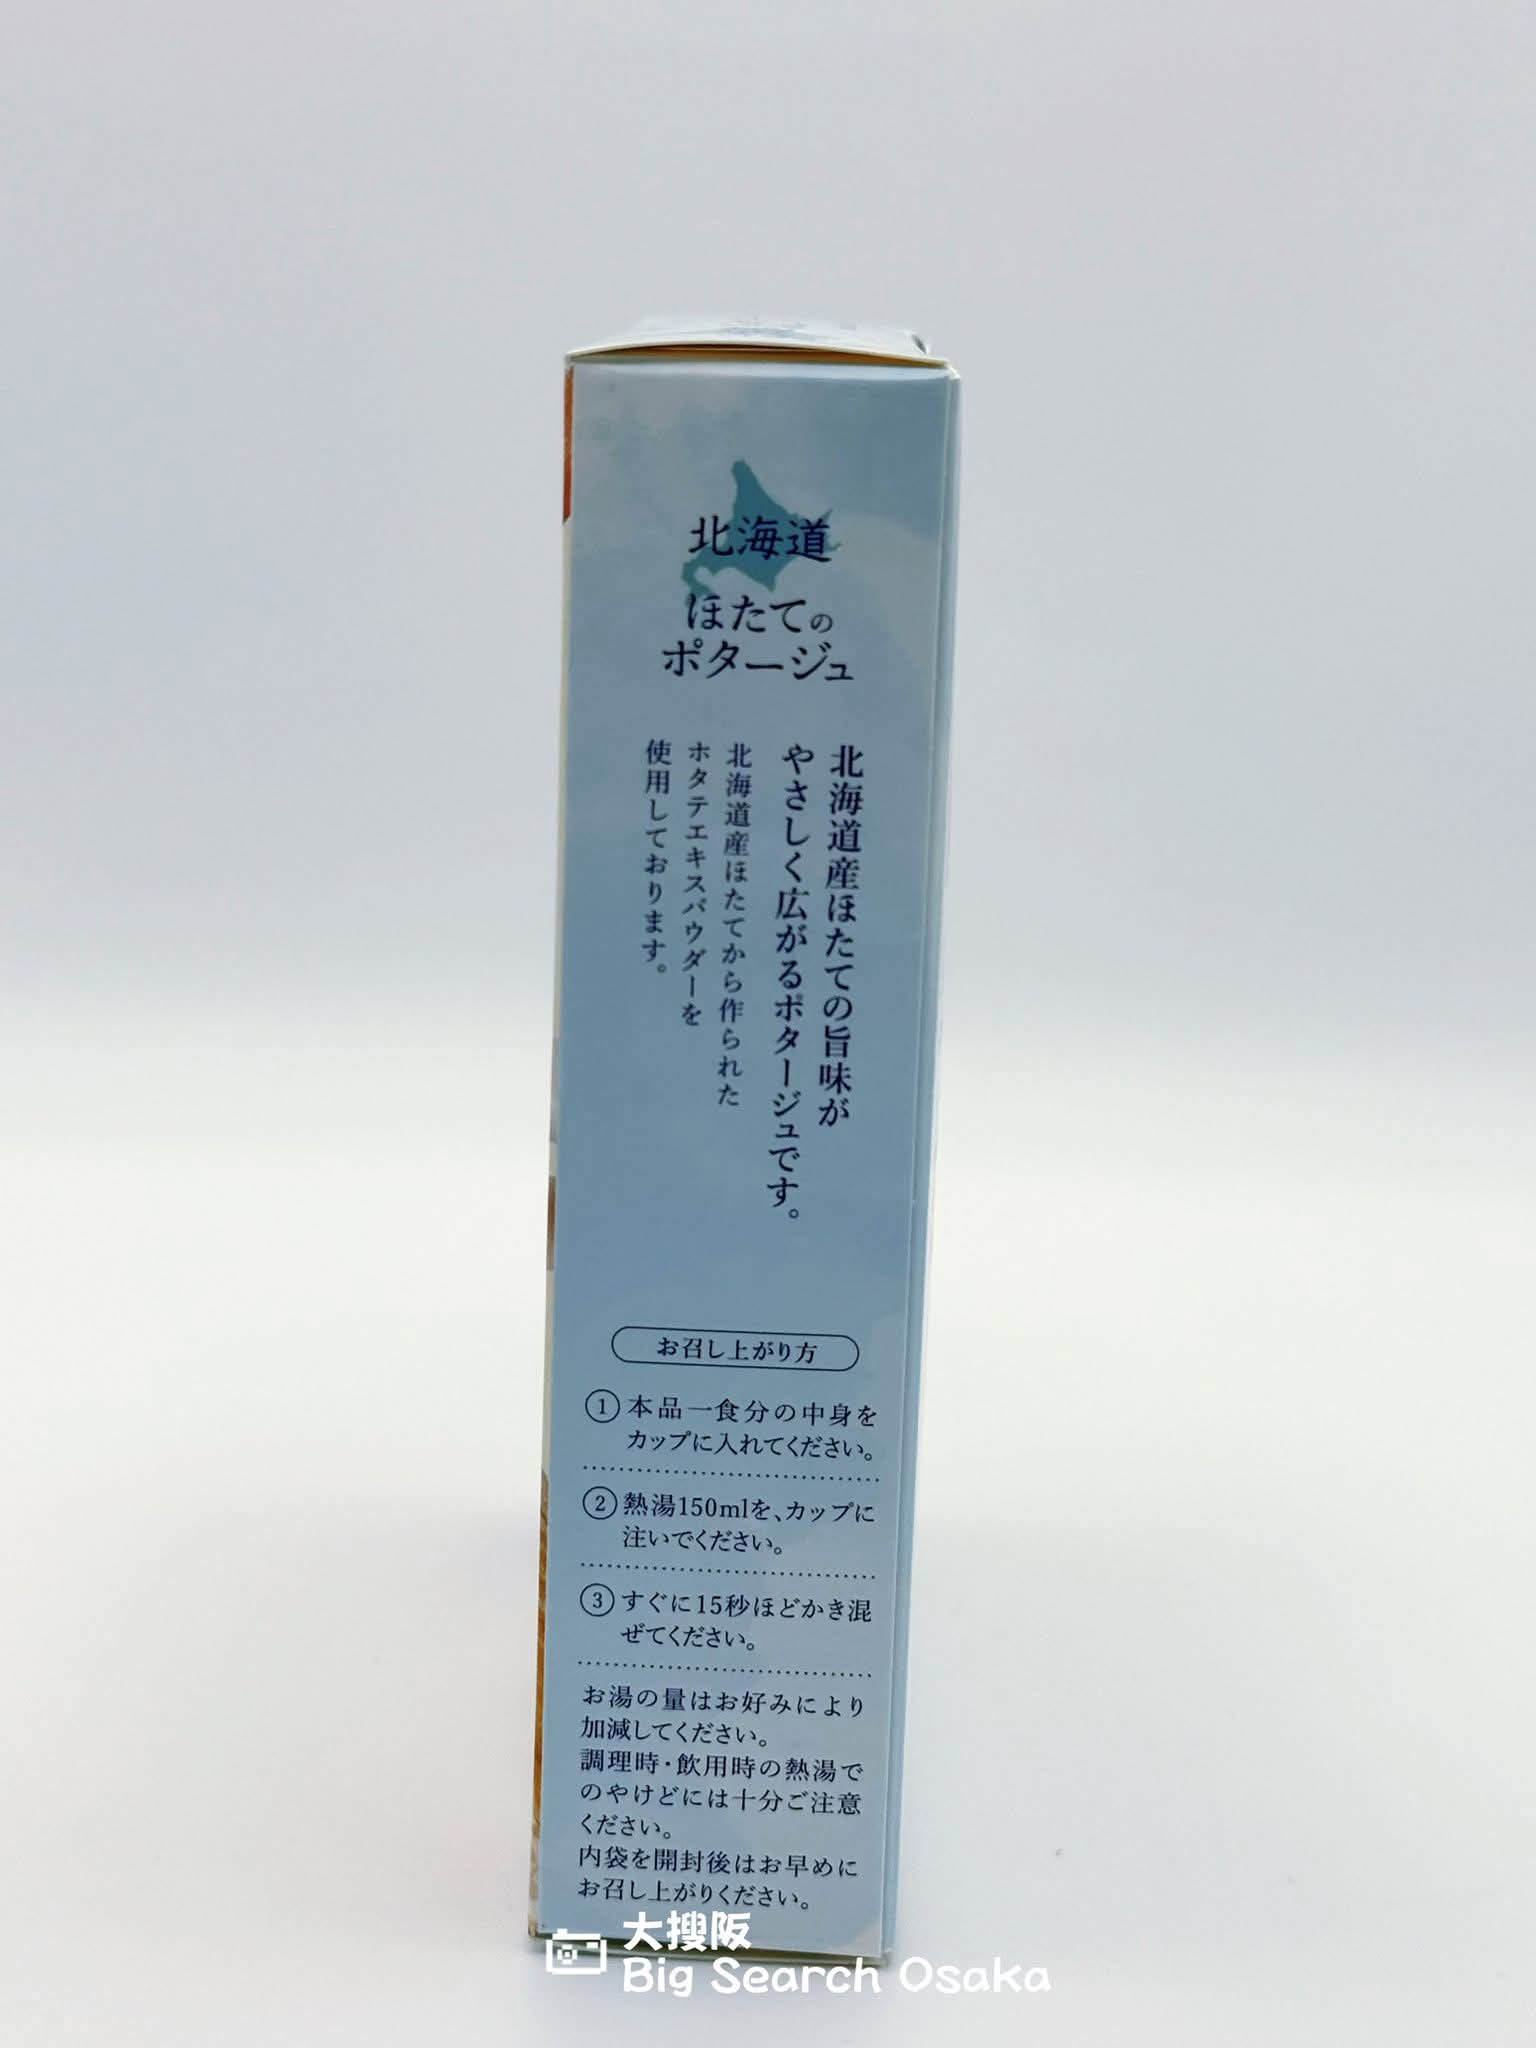 北海道
ほたての
ポタージュ
北海道産ほたての旨味が
やさしく広がるポタージュです。
北海道産ほたてから作られた
ホタテエキスパウダーを
使用しております。
お召し上がり方
①本品一食分の中身を
カップに入れてください。
②熱湯150mlを、カップに
注いでください。
③すぐに15秒ほどかき混
ぜてください。
お湯の量はお好みにより
加減してください。
調理時・飲用時の熱湯で
のやけどには十分ご注意
ください。
内袋を開封後はお早めに
お召し上がりください。
大搜阪
Big Search Osaka